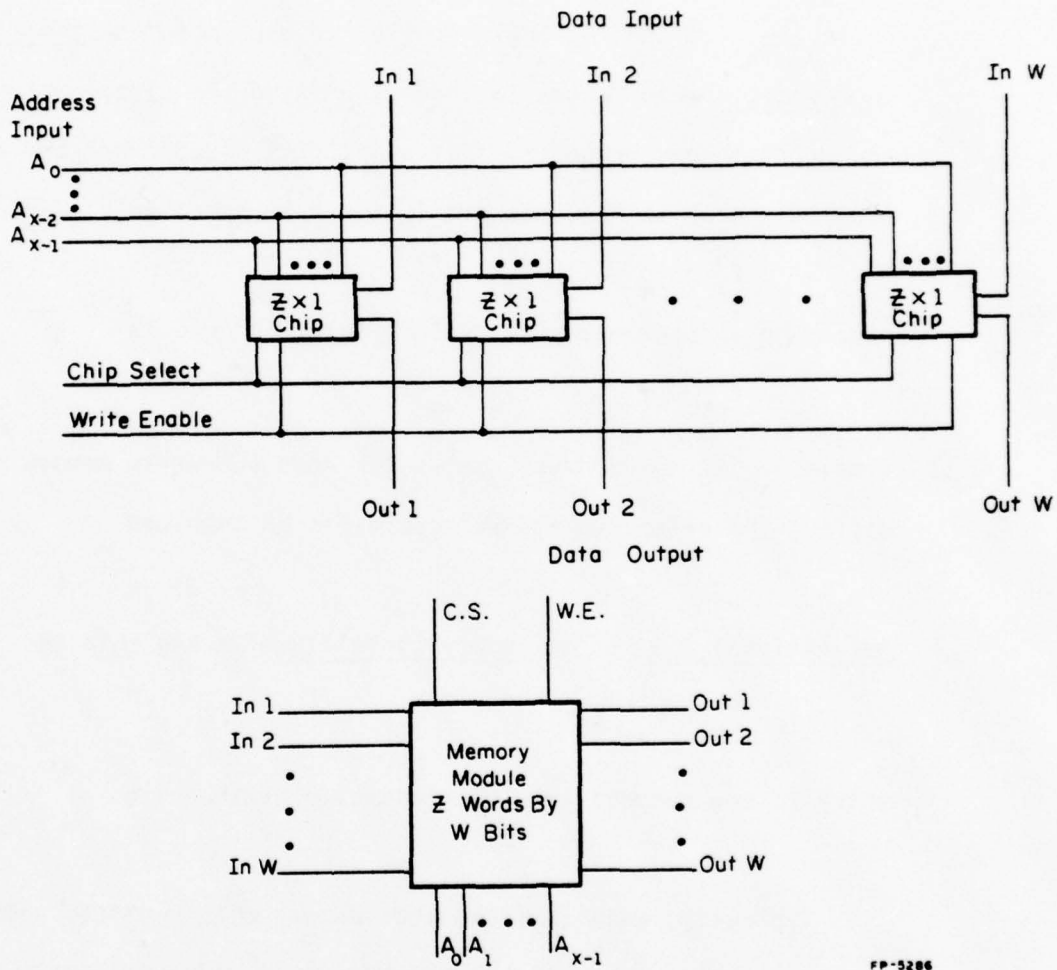 Data Input
In 1
In 2
In W
Address
Input
A₀
Aₓ₋₂
Aₓ₋₁
Ƶ × 1
Chip
Ƶ × 1
Chip
Ƶ × 1
Chip
Chip Select
Write Enable
Out 1
Out 2
Out W
Data Output
C.S.
W.E.
In 1
In 2
In W
Memory
Module
Ƶ Words By
W Bits
Out 1
Out 2
Out W
A₀ A₁ Aₓ₋₁
FP-5286